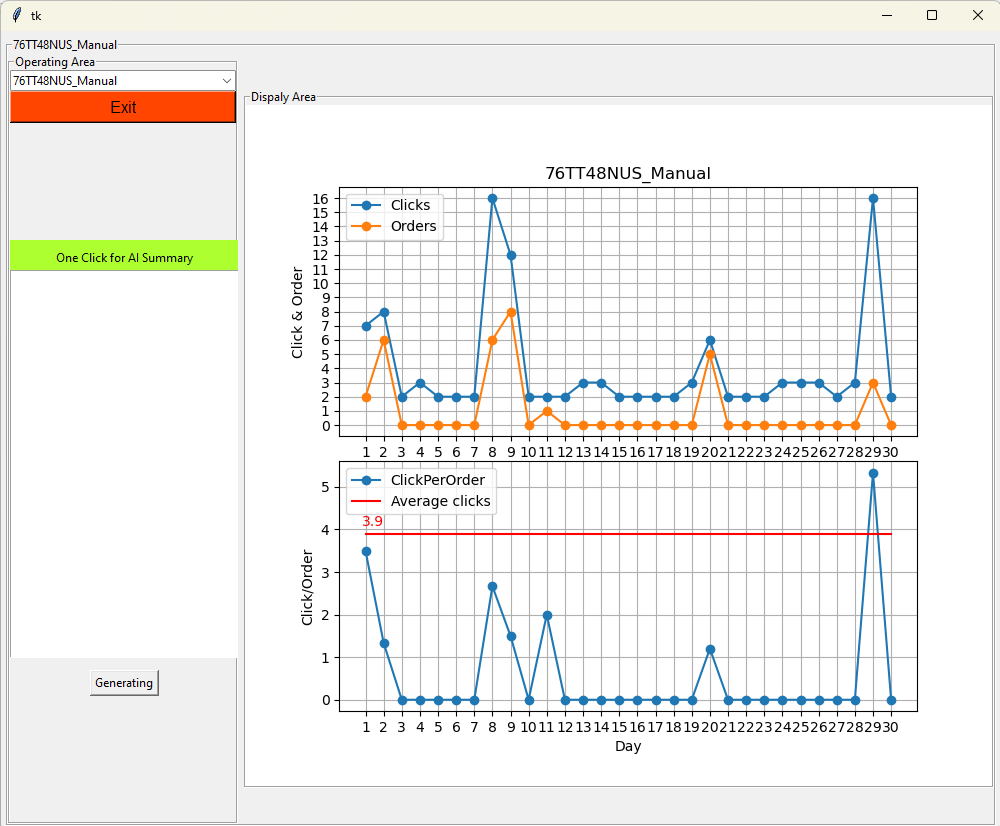 tk
76TT48NUS_Manual
Operating Area
76TT48NUS_Manual
Exit
One Click for AI Summary
Generating
Dispaly Area
76TT48NUS_Manual
Clicks
Orders
Click & Order
16
15
14
13
12
11
10
9
8
7
6
5
4
3
2
1
0
1 2 3 4 5 6 7 8 9 10 11 12 13 14 15 16 17 18 19 20 21 22 23 24 25 26 27 28 29 30
ClickPerOrder
Average clicks
3.9
Click/Order
5
4
3
2
1
0
1 2 3 4 5 6 7 8 9 10 11 12 13 14 15 16 17 18 19 20 21 22 23 24 25 26 27 28 29 30
Day